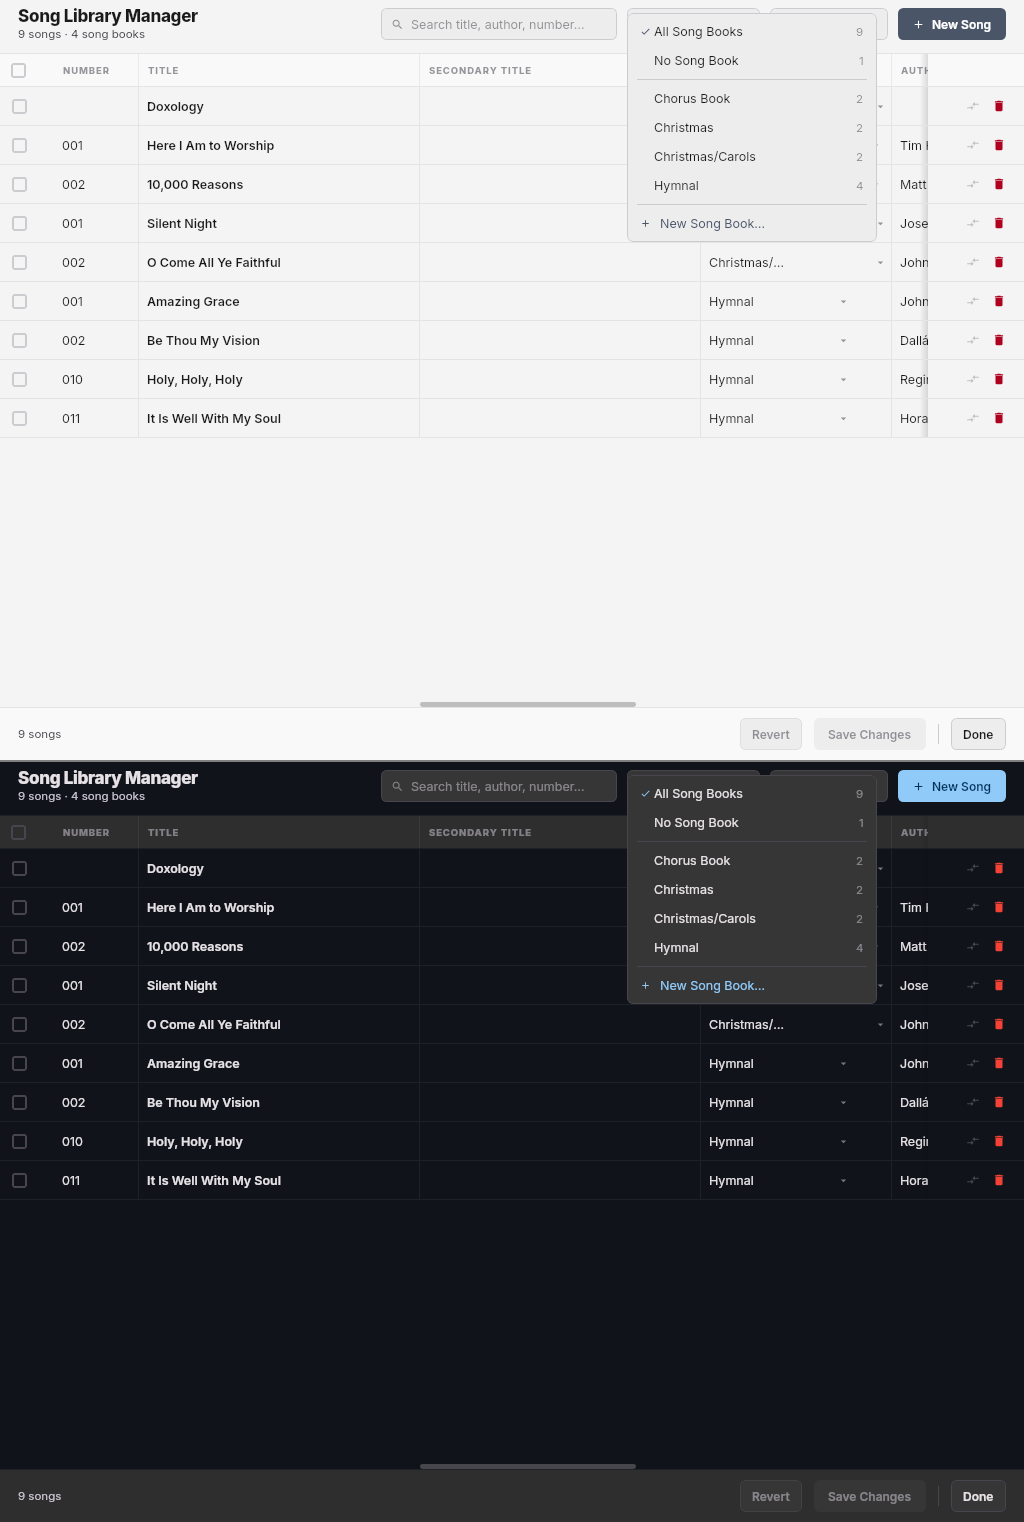 Song Library Manager
9 songs · 4 song books
Search title, author, number...
New Song
All Song Books 9
No Song Book 1
Chorus Book 2
Christmas 2
Christmas/Carols 2
Hymnal 4
New Song Book...
NUMBER TITLE SECONDARY TITLE
Doxology
001 Here I Am to Worship Tim
002 10,000 Reasons Matt
001 Silent Night Jose
002 O Come All Ye Faithful Christmas/... John
001 Amazing Grace Hymnal John
002 Be Thou My Vision Hymnal Dallá
010 Holy, Holy, Holy Hymnal Regi
011 It Is Well With My Soul Hymnal Hora
9 songs Revert Save Changes Done
Song Library Manager
9 songs · 4 song books
Search title, author, number...
New Song
All Song Books 9
No Song Book 1
Chorus Book 2
Christmas 2
Christmas/Carols 2
Hymnal 4
New Song Book...
NUMBER TITLE SECONDARY TITLE
Doxology
001 Here I Am to Worship Tim
002 10,000 Reasons Matt
001 Silent Night Jose
002 O Come All Ye Faithful Christmas/... John
001 Amazing Grace Hymnal John
002 Be Thou My Vision Hymnal Dallá
010 Holy, Holy, Holy Hymnal Regi
011 It Is Well With My Soul Hymnal Hora
9 songs Revert Save Changes Done